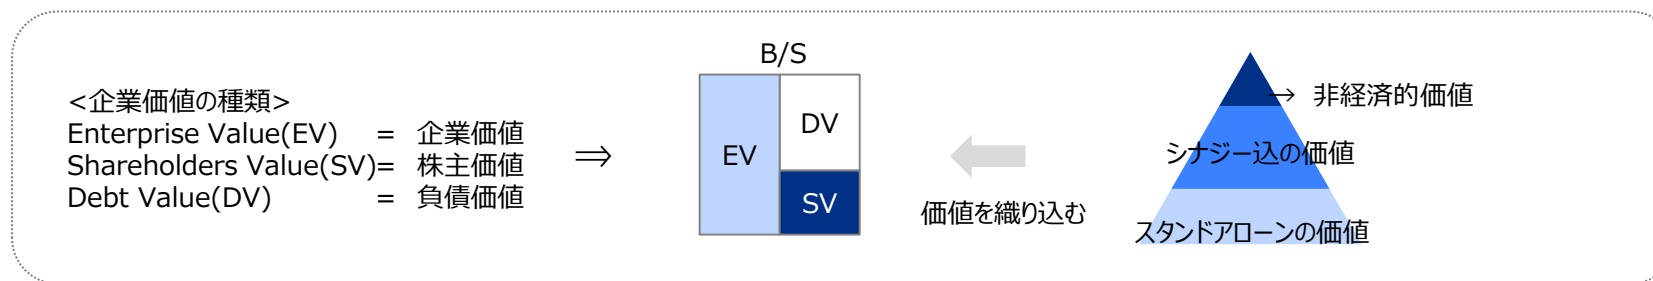 <企業価値の種類>
Enterprise Value(EV) = 企業価値
Shareholders Value(SV)= 株主価値
Debt Value(DV) = 負債価値
⇒
B/S
EV
DV
SV
価値を織り込む
→ 非経済的価値
シナジー込の価値
スタンドアローンの価値